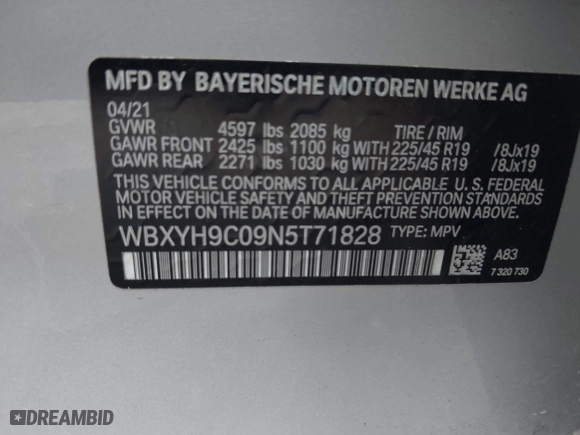 MFD BY BAYERISCHE MOTOREN WERKE AG
04/21
GVWR 4597 lbs 2085 kg TIRE / RIM
GAWR FRONT 2425 lbs 1100 kg WITH 225/45 R19 /8Jx19
GAWR REAR 2271 lbs 1030 kg WITH 225/45 R19 /8Jx19
THIS VEHICLE CONFORMS TO ALL APPLICABLE U. S. FEDERAL
MOTOR VEHICLE SAFETY AND THEFT PREVENTION STANDARDS
IN EFFECT ON THE DATE OF MANUFACTURE SHOWN ABOVE.
WBXYH9C09N5T71828 TYPE: MPV
A83
7 320 730
DREAMBID